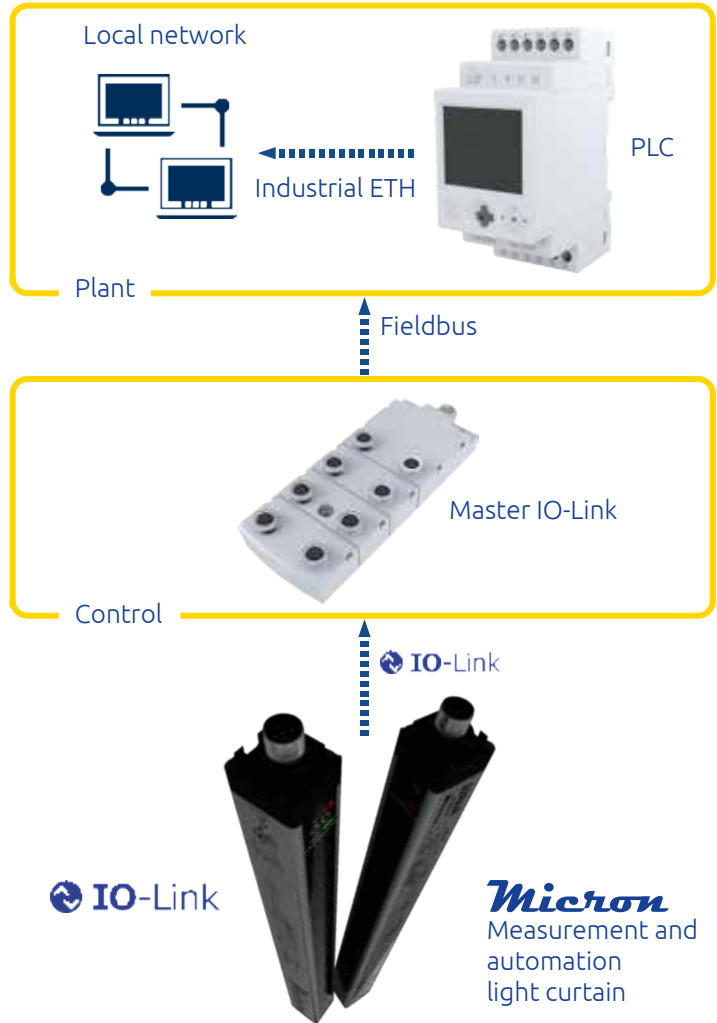 Local network
PLC
Industrial ETH
Plant
Fieldbus
Master IO-Link
Control
IO-Link
IO-Link
Micron
Measurement and
automation
light curtain